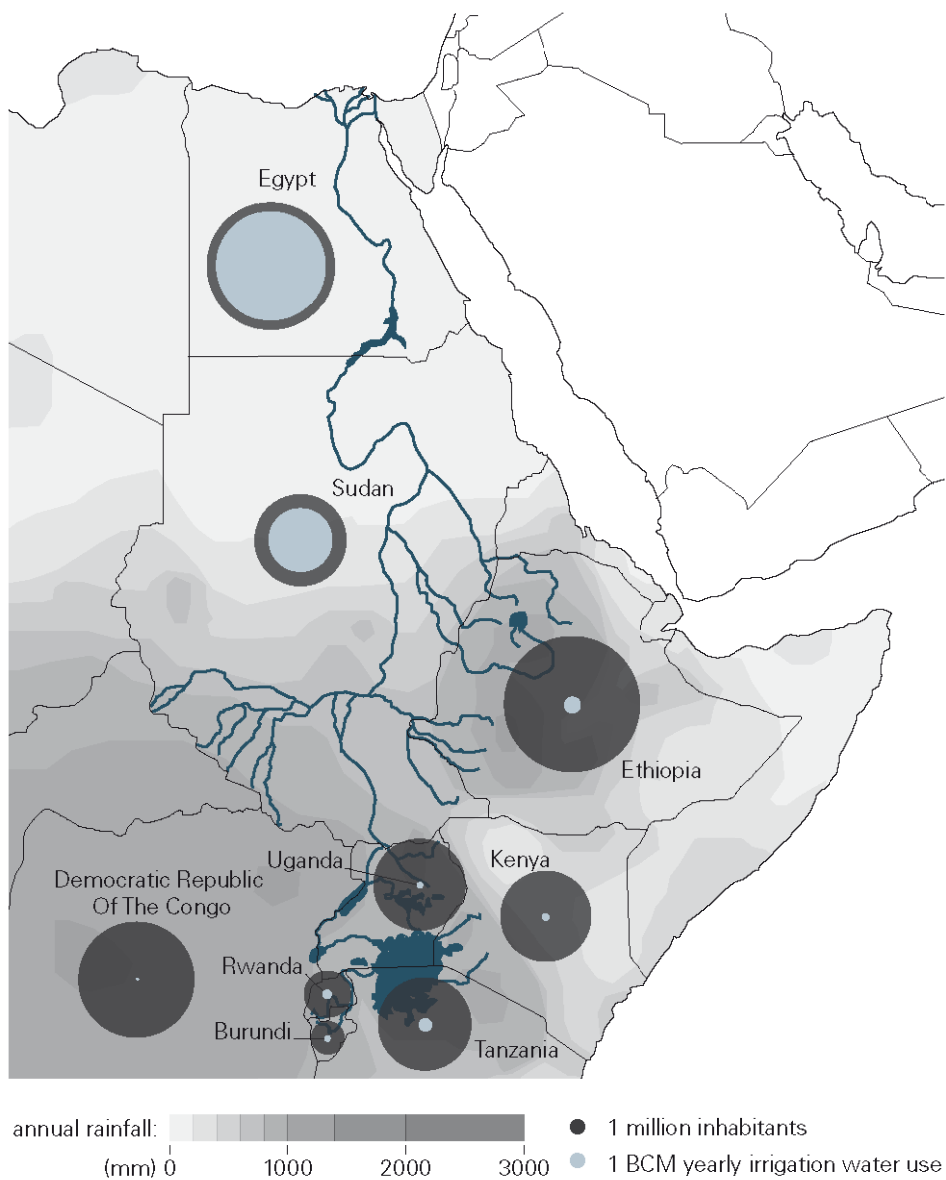 Egypt
Sudan
Ethiopia
Uganda
Kenya
Democratic Republic
Of The Congo
Rwanda
Burundi
Tanzania
annual rainfall:
(mm) 0 1000 2000 3000
1 million inhabitants
1 BCM yearly irrigation water use